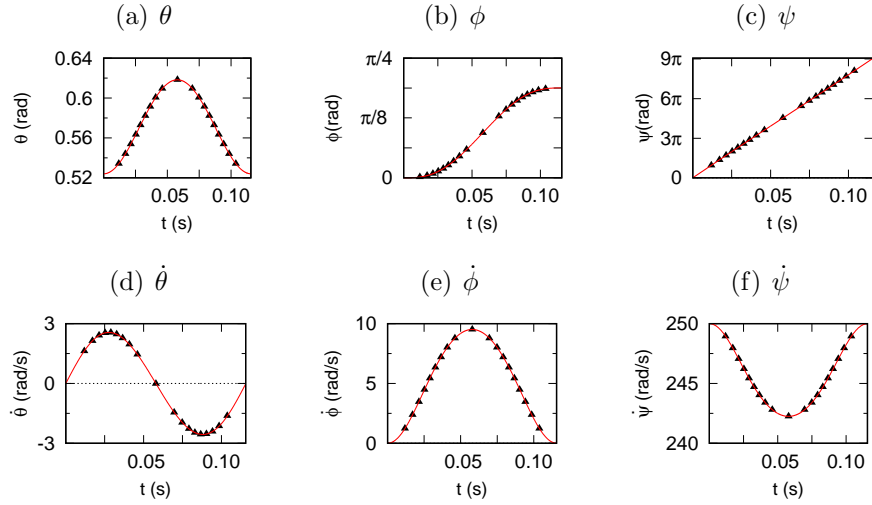 (a) θ
0.64
0.6
0.56
0.52
θ (rad)
0.05
0.10
t (s)
(b) ϕ
π/4
π/8
0
ϕ(rad)
0.05
0.10
t (s)
(c) ψ
9π
6π
3π
0
ψ(rad)
0.05
0.10
t (s)
(d) θ̇
3
0
-3
θ̇ (rad/s)
0.05
0.10
t (s)
(e) ϕ̇
10
5
0
ϕ̇ (rad/s)
0.05
0.10
t (s)
(f) ψ̇
250
245
240
ψ̇ (rad/s)
0.05
0.10
t (s)